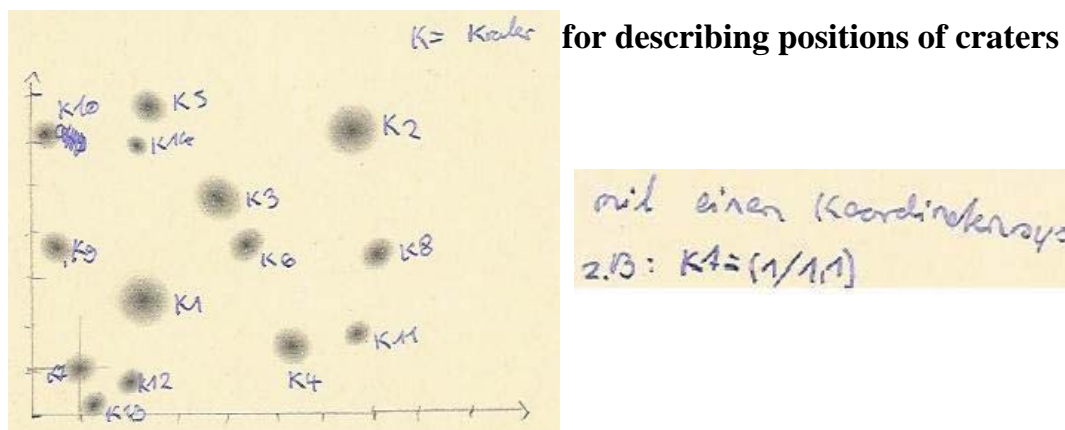 K= Krater
for describing positions of craters
K10
K5
K2
K14
K3
K9
K6
K8
K1
K11
K4
K12
K13
mit einen Koordinatensys
z.B: K7=(1/1,1)